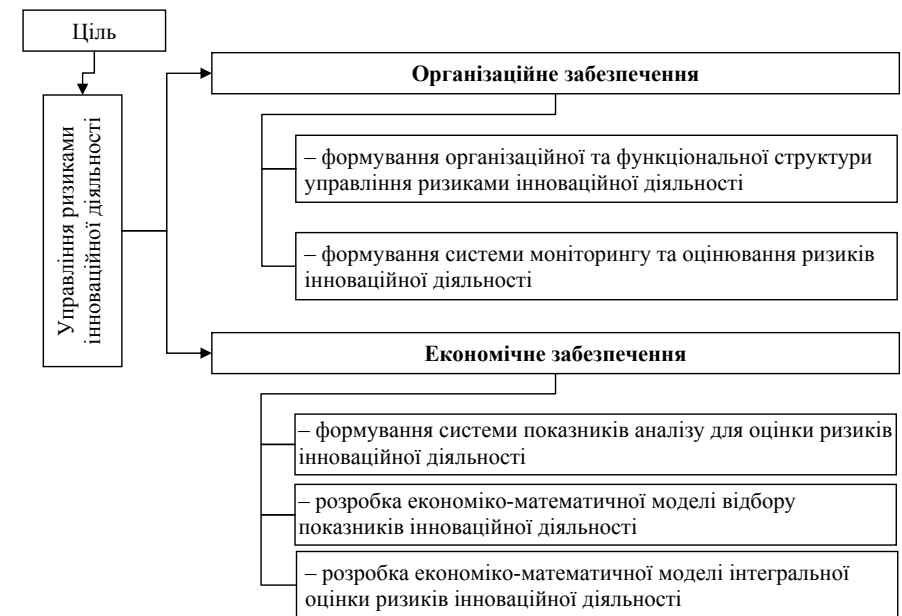 Ціль
Управління ризиками
інноваційної діяльності
Організаційне забезпечення
– формування організаційної та функціональної структури
управління ризиками інноваційної діяльності
– формування системи моніторингу та оцінювання ризиків
інноваційної діяльності
Економічне забезпечення
– формування системи показників аналізу для оцінки ризиків
інноваційної діяльності
– розробка економіко-математичної моделі відбору
показників інноваційної діяльності
– розробка економіко-математичної моделі інтегральної
оцінки ризиків інноваційної діяльності